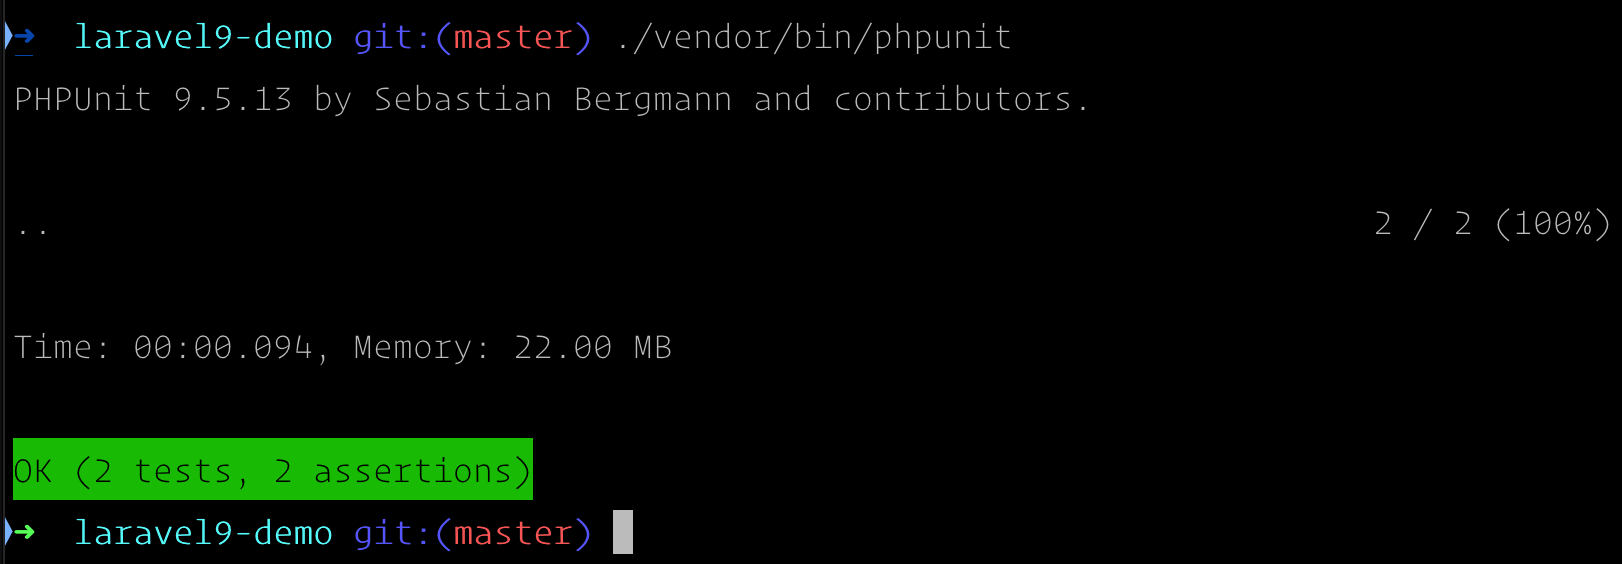 ➜  laravel9-demo git:(master) ./vendor/bin/phpunit
PHPUnit 9.5.13 by Sebastian Bergmann and contributors.
..                                                                  2 / 2 (100%)
Time: 00:00.094, Memory: 22.00 MB
OK (2 tests, 2 assertions)
➜  laravel9-demo git:(master)